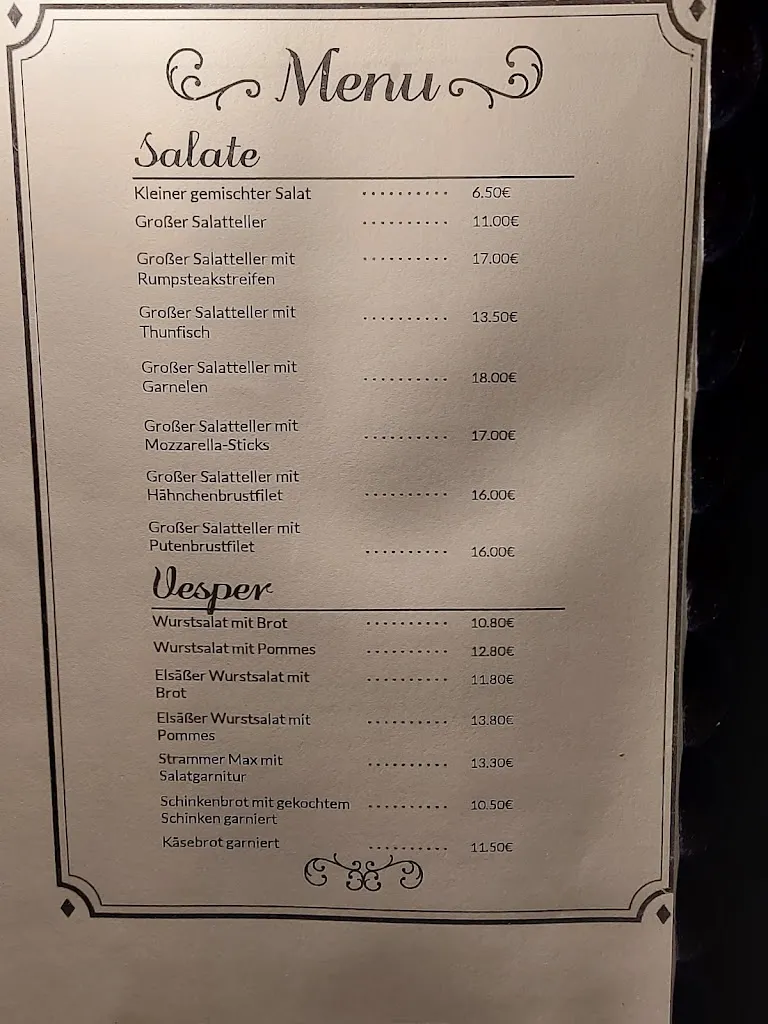 Menu
Salate
Kleiner gemischter Salat .......... 6.50€
Großer Salatteller .......... 11.00€
Großer Salatteller mit .......... 17.00€
Rumpsteakstreifen
Großer Salatteller mit
Thunfisch .......... 13.50€
Großer Salatteller mit
Garnelen .......... 18.00€
Großer Salatteller mit
Mozzarella-Sticks .......... 17.00€
Großer Salatteller mit
Hähnchenbrustfilet .......... 16.00€
Großer Salatteller mit
Putenbrustfilet .......... 16.00€
Vesper
Wurstsalat mit Brot .......... 10.80€
Wurstsalat mit Pommes .......... 12.80€
Elsäßer Wurstsalat mit .......... 11.80€
Brot
Elsäßer Wurstsalat mit .......... 13.80€
Pommes
Strammer Max mit .......... 13.30€
Salatgarnitur
Schinkenbrot mit gekochtem .......... 10.50€
Schinken garniert
Käsebrot garniert .......... 11.50€